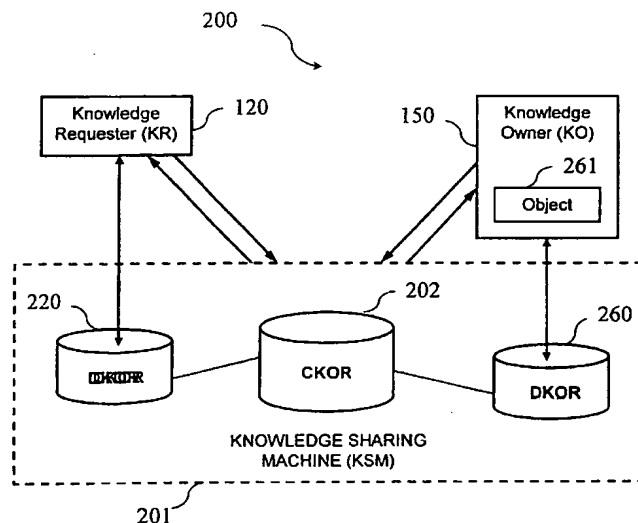 200
Knowledge
Requester (KR)
120
150
Knowledge
Owner (KO)
261
Object
220
202
260
CKOR
DKOR
KNOWLEDGE SHARING
MACHINE (KSM)
201